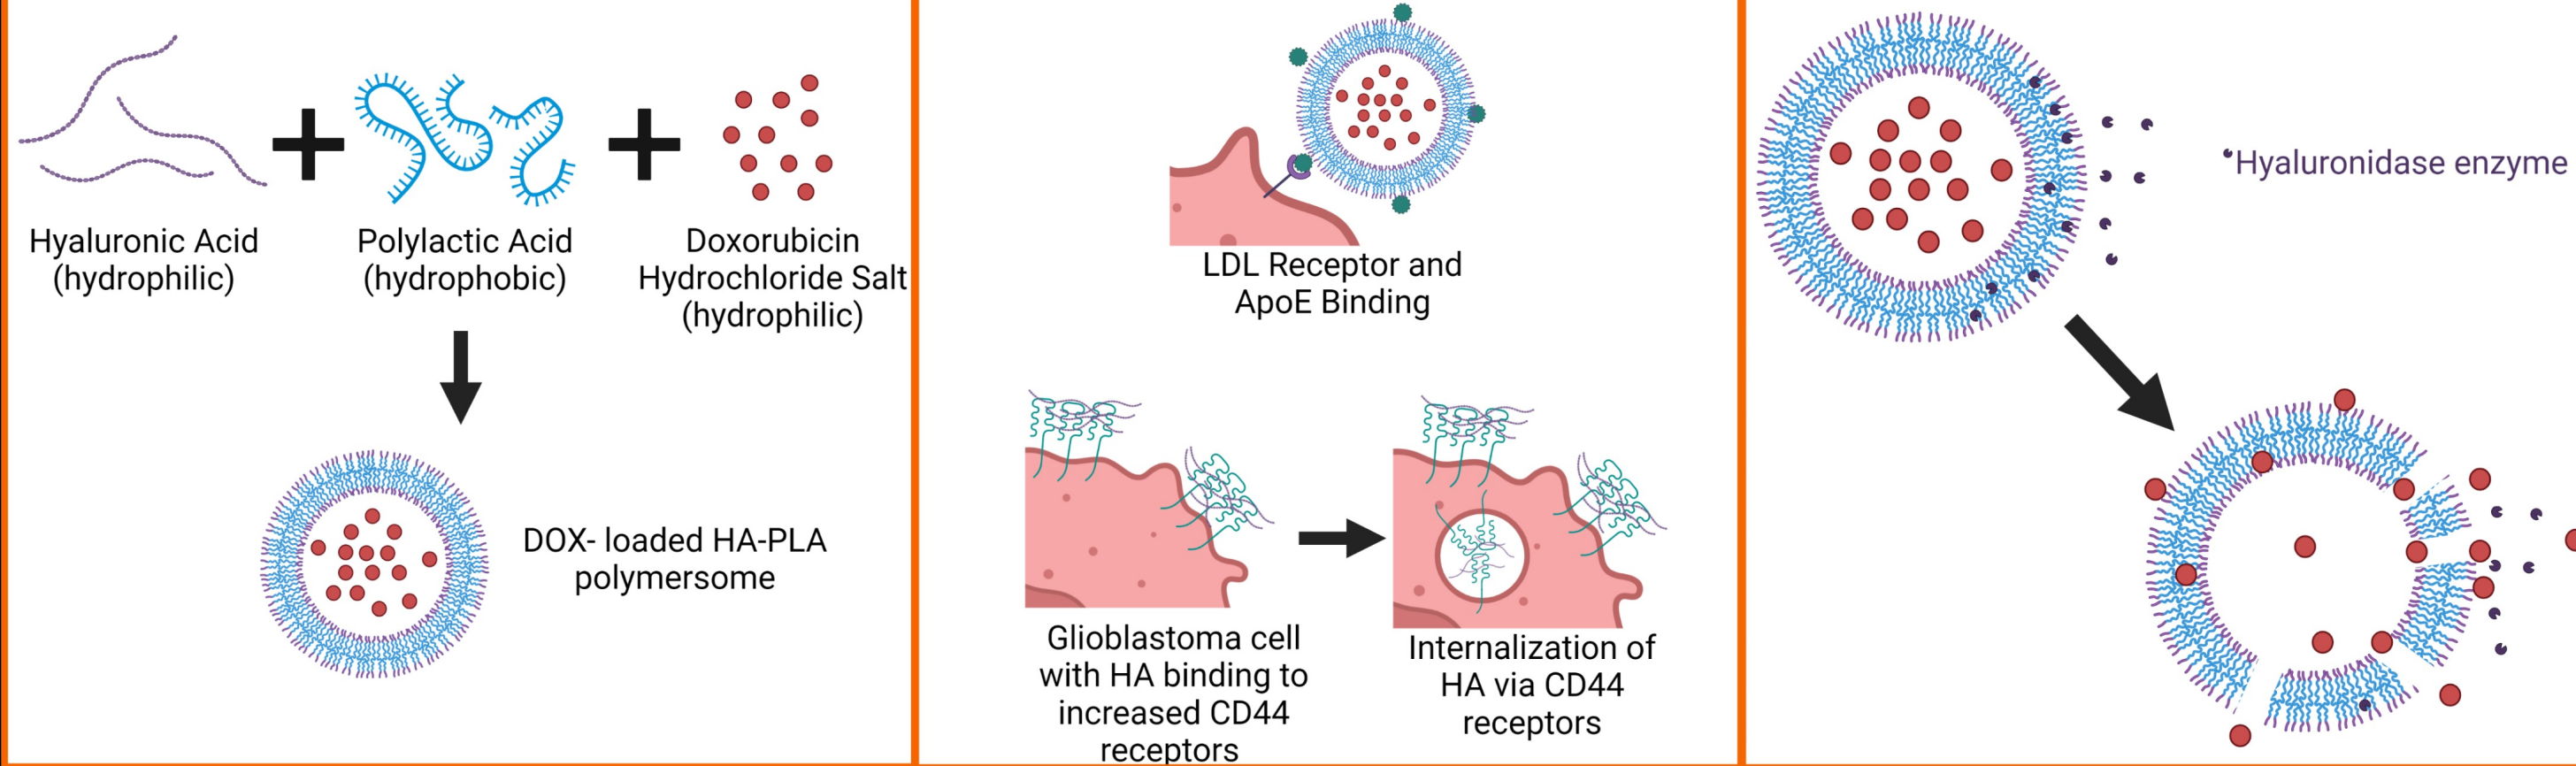 Hyaluronic Acid
(hydrophilic)
Polylactic Acid
(hydrophobic)
Doxorubicin
Hydrochloride Salt
(hydrophilic)
DOX- loaded HA-PLA
polymersome
LDL Receptor and
ApoE Binding
Glioblastoma cell
with HA binding to
increased CD44
receptors
Internalization of
HA via CD44
receptors
Hyaluronidase enzyme